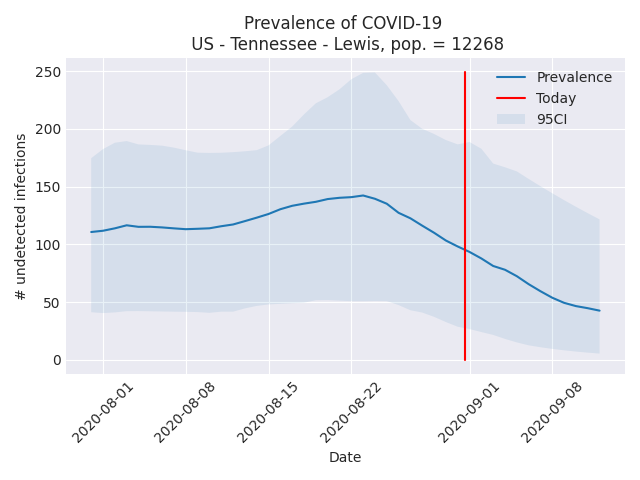 Prevalence of COVID-19
US - Tennessee - Lewis, pop. = 12268
250
200
150
100
50
0
# undetected infections
Prevalence
Today
95CI
2020-08-01
2020-08-08
2020-08-15
2020-08-22
2020-09-01
2020-09-08
Date